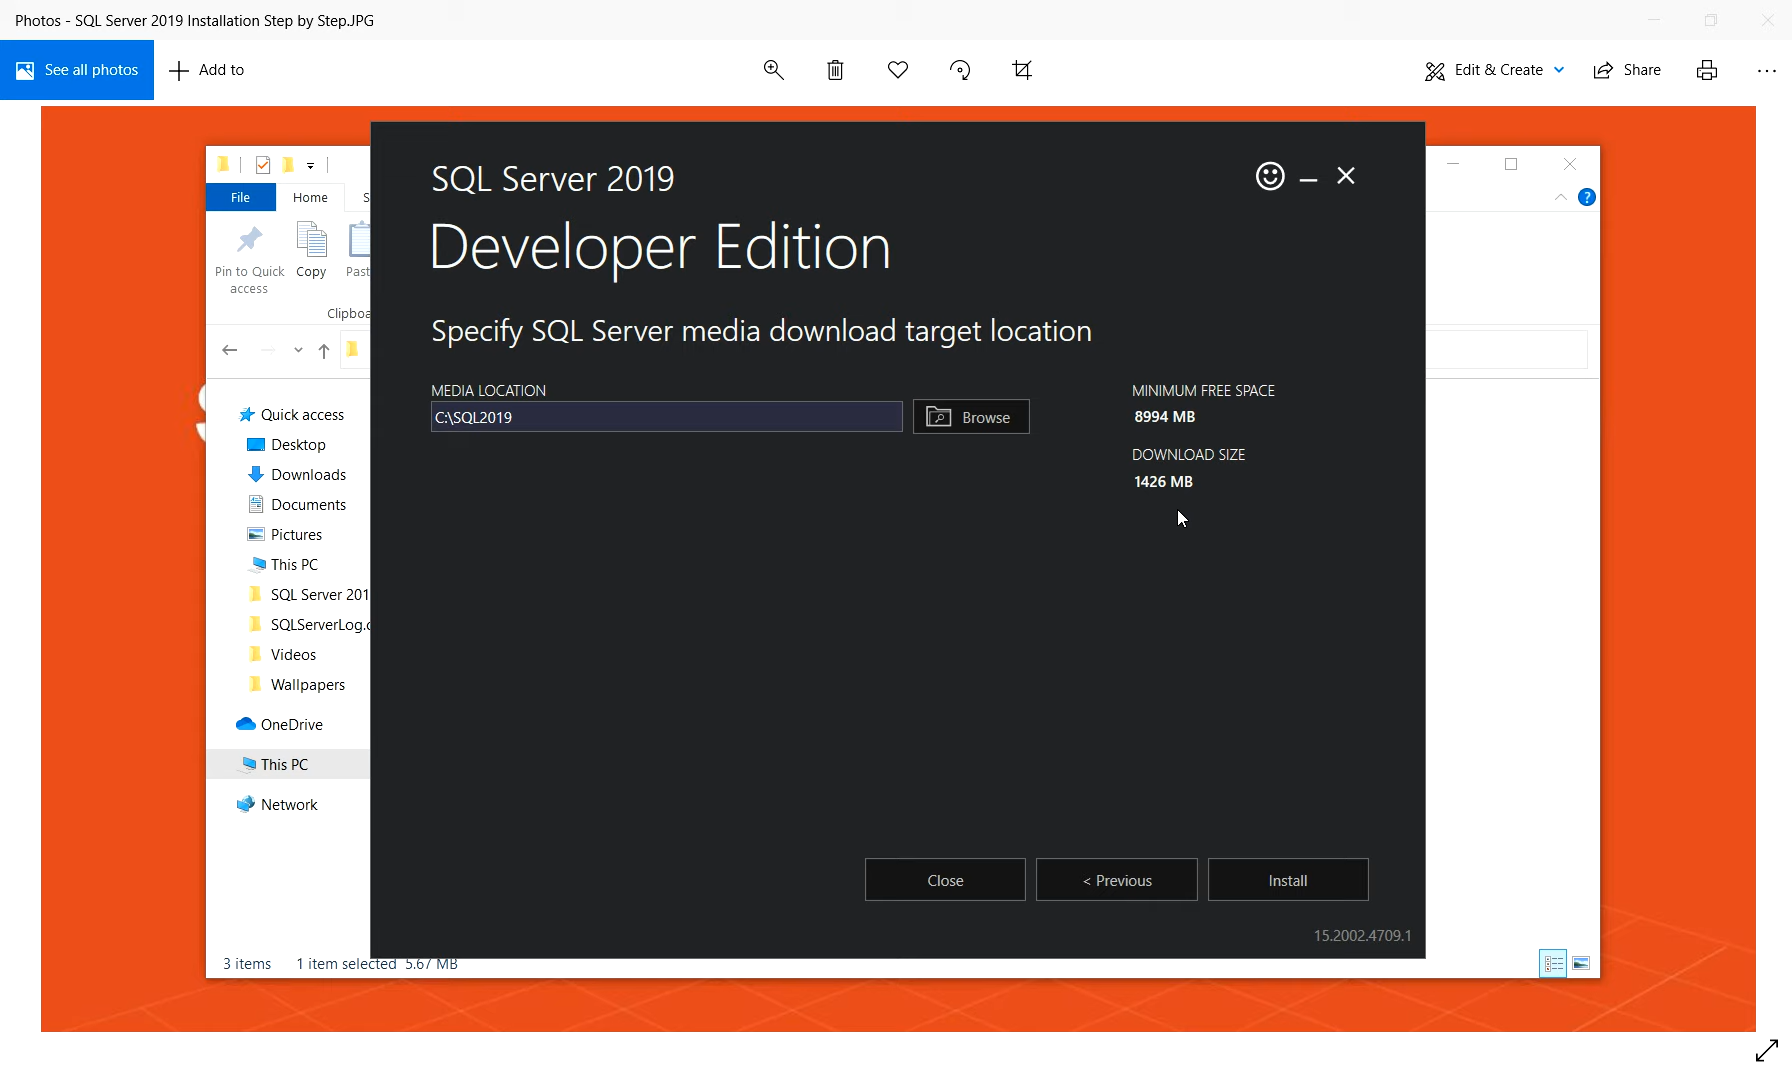 Photos - SQL Server 2019 Installation Step by Step.JPG
See all photos
Add to
Edit & Create
Share
File
Home
Pin to Quick access
Copy
SQL Server 2019
Developer Edition
Specify SQL Server media download target location
MEDIA LOCATION
C:\SQL2019
Browse
MINIMUM FREE SPACE
8994 MB
DOWNLOAD SIZE
1426 MB
Quick access
Desktop
Downloads
Documents
Pictures
This PC
SQL Server 201
SQLServerLog.
Videos
Wallpapers
OneDrive
This PC
Network
Close
< Previous
Install
15.2002.4709.1
3 items
1 item selected 5.67 MB